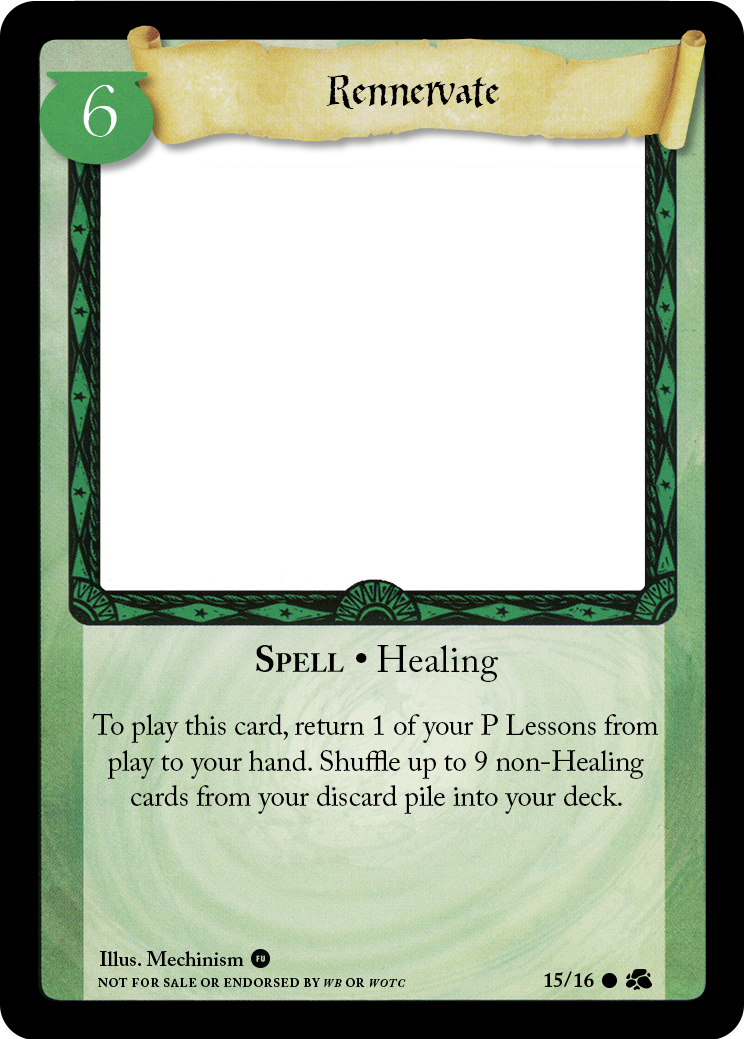 6
Rennervate
SPELL • Healing
To play this card, return 1 of your P Lessons from
play to your hand. Shuffle up to 9 non-Healing
cards from your discard pile into your deck.
Illus. Mechinism FU
NOT FOR SALE OR ENDORSED BY WB OR WOTC
15/16